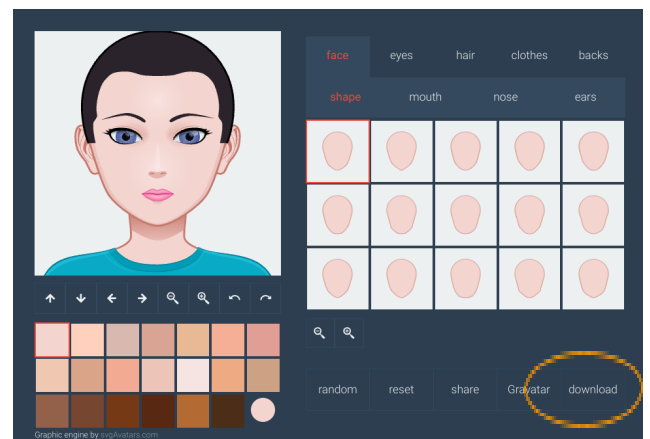 face eyes hair clothes backs
shape mouth nose ears
random reset share Gravatar download
Graphic engine by svgAvatars.com